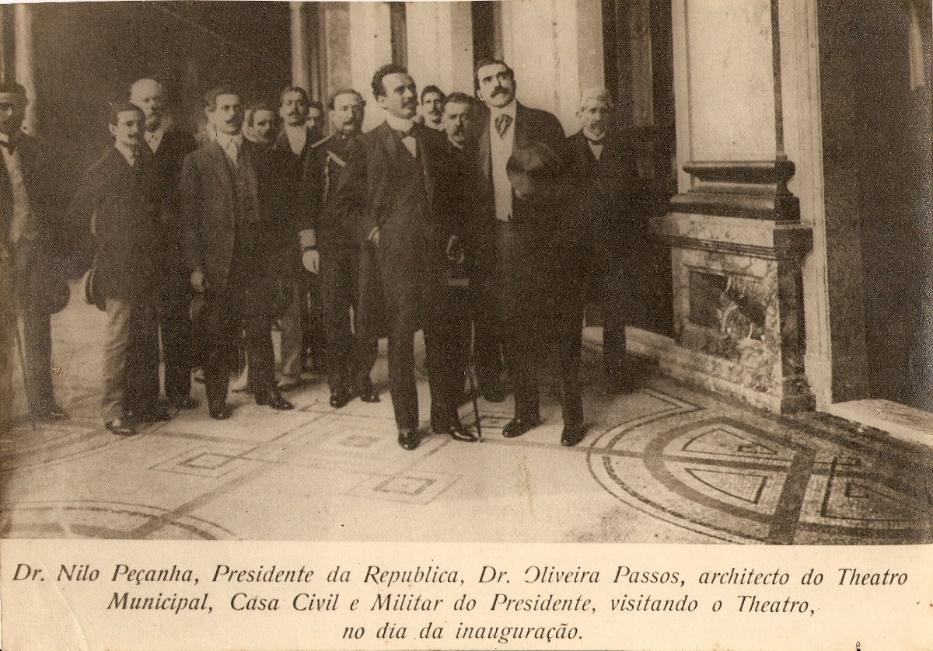 Dr. Nilo Peçanha, Presidente da Republica, Dr. Oliveira Passos, architecto do Theatro
Municipal, Casa Civil e Militar do Presidente, visitando o Theatro,
no dia da inauguração.